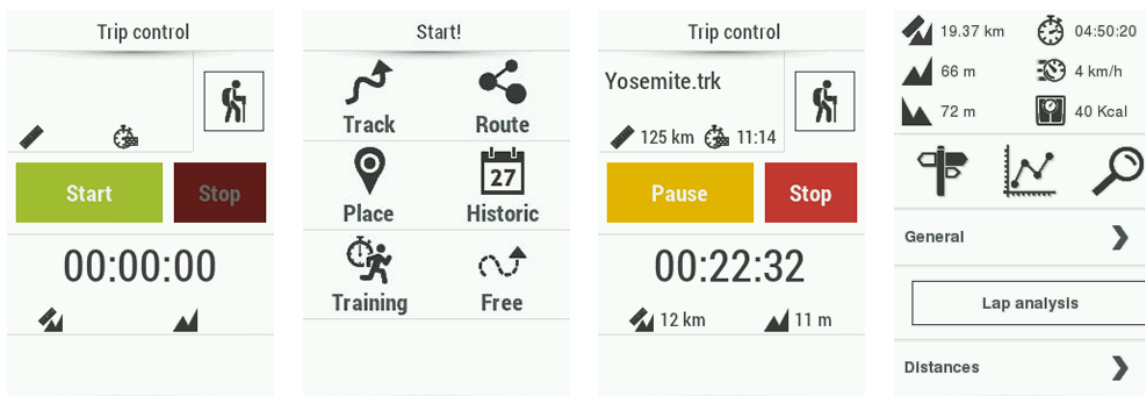 Trip control
Start
Stop
00:00:00
Start!
Track
Route
27
Place
Historic
Training
Free
Trip control
Yosemite.trk
125 km
11:14
Pause
Stop
00:22:32
12 km
11 m
19.37 km
04:50:20
66 m
4 km/h
72 m
40 Kcal
General
Lap analysis
Distances